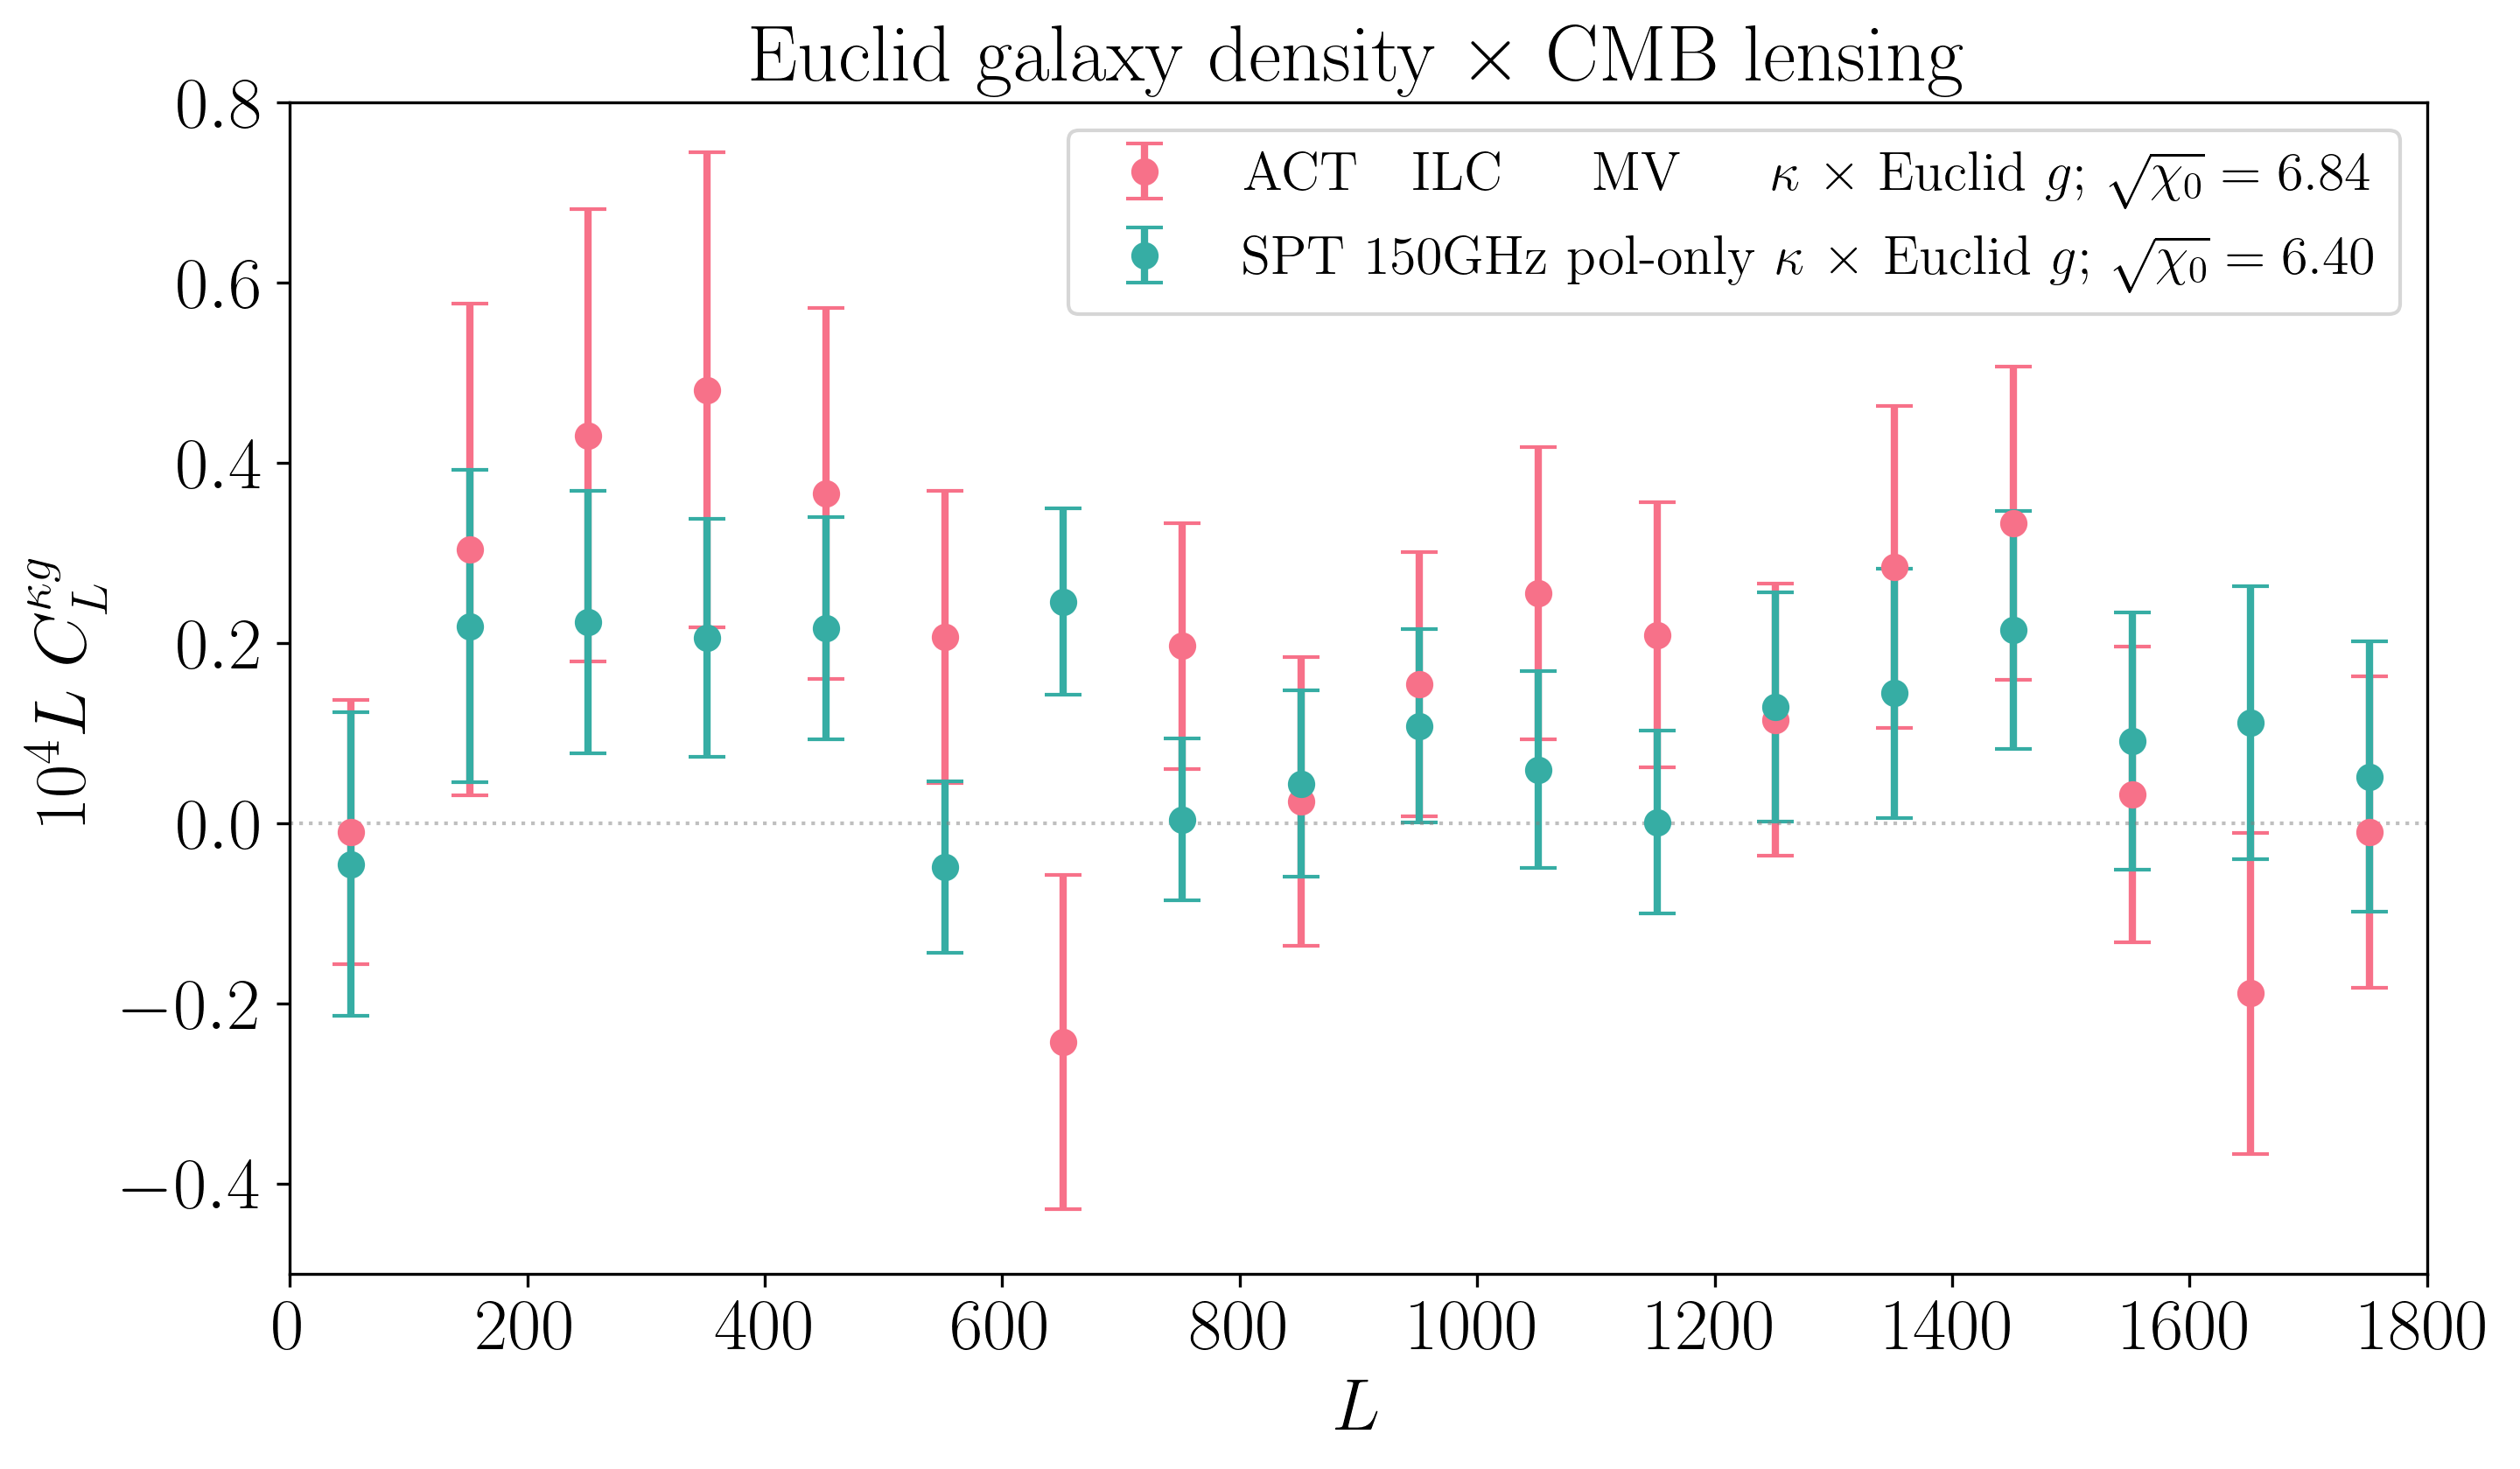 Euclid galaxy density × CMB lensing
ACT ILC MV κ × Euclid g; √χ₀ = 6.84
SPT 150GHz pol-only κ × Euclid g; √χ₀ = 6.40
10⁴ L C_L^{κg}
0.8
0.6
0.4
0.2
0.0
−0.2
−0.4
0 200 400 600 800 1000 1200 1400 1600 1800
L